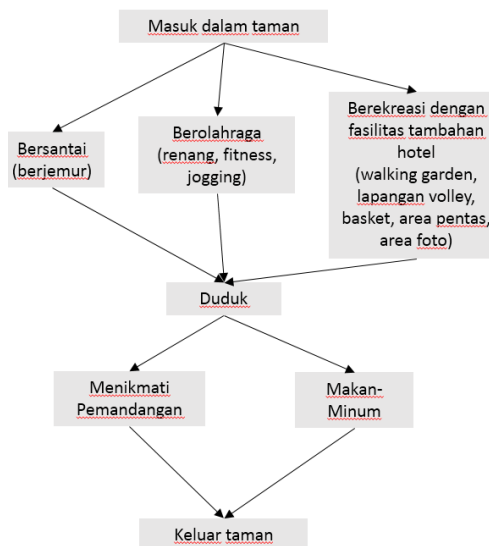 Masuk dalam taman
Bersantai
(berjemur)
Berolahraga
(renang, fitness,
jogging)
Berekreasi dengan
fasilitas tambahan
hotel
(walking garden,
lapangan volley,
basket, area pentas,
area foto)
Duduk
Menikmati
Pemandangan
Makan-
Minum
Keluar taman